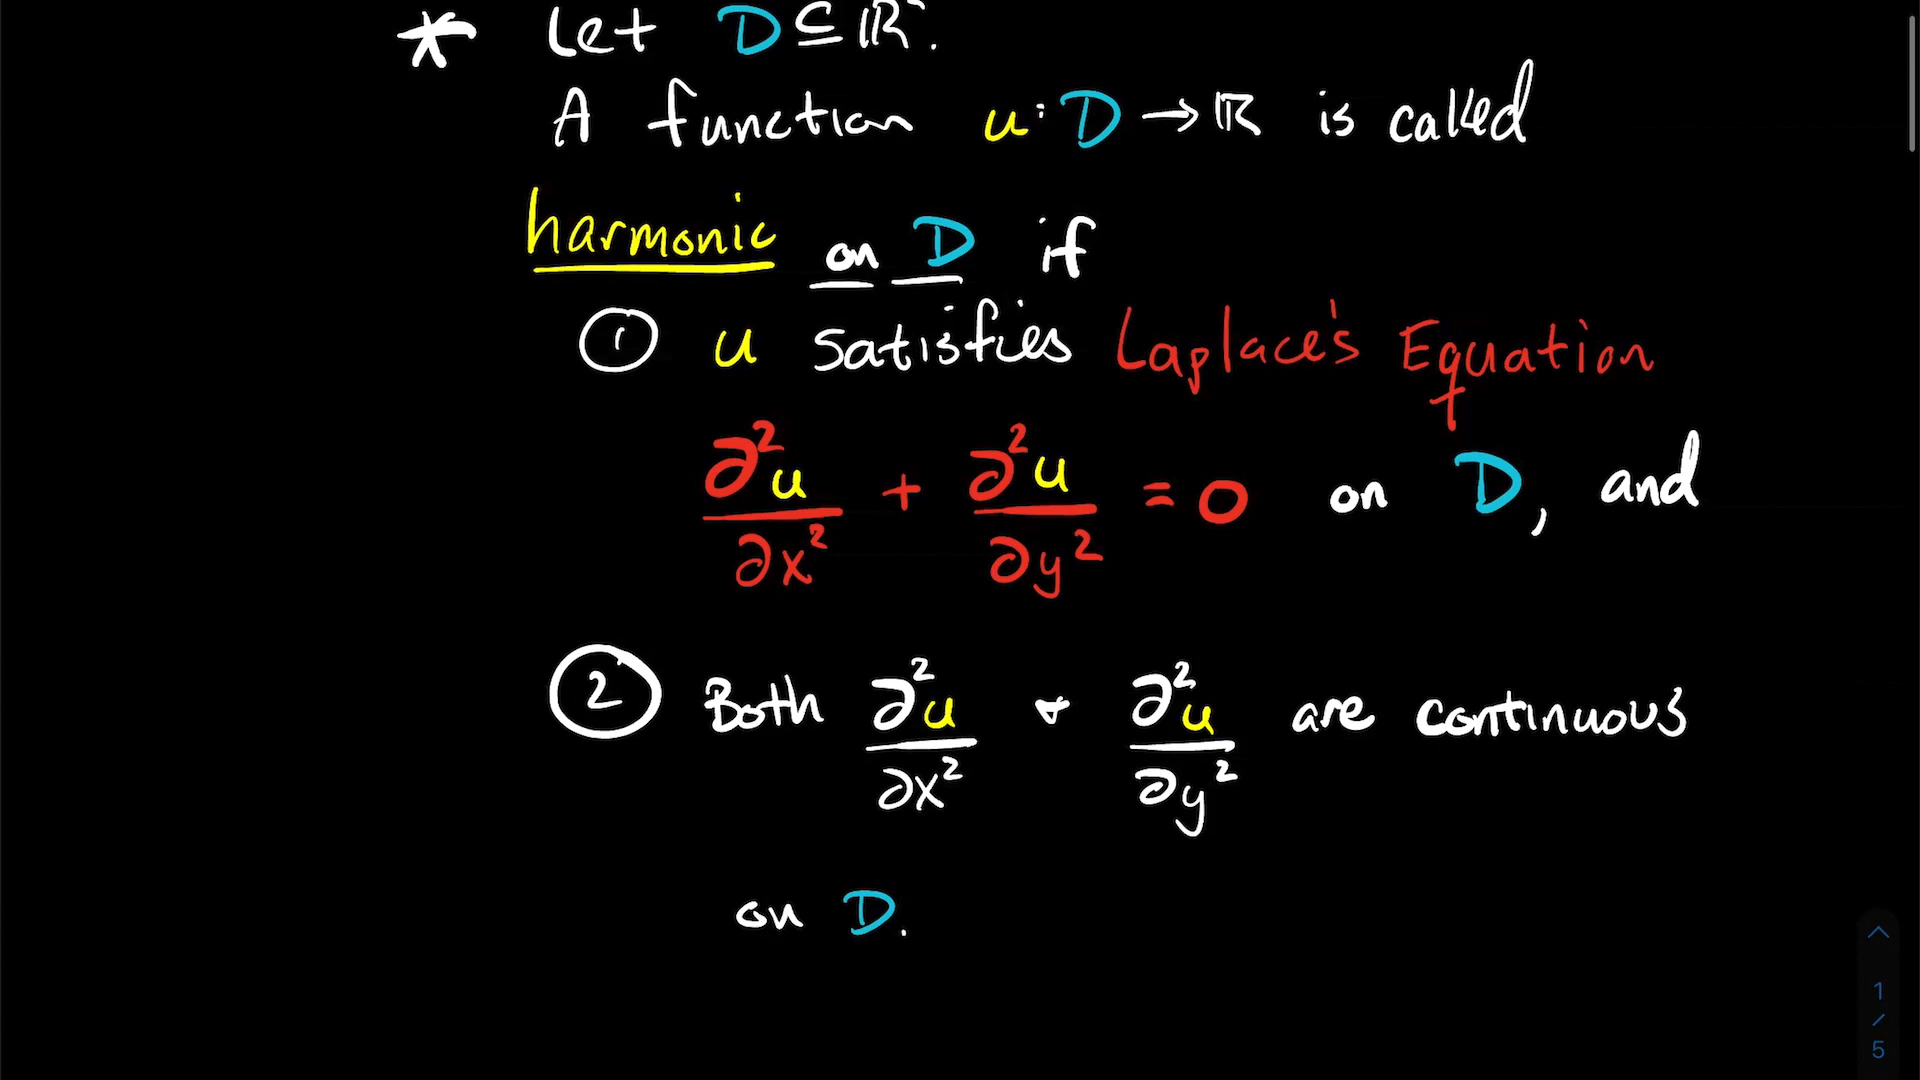 * Let D ⊆ ℝ².
A function u: D → ℝ is called
harmonic on D if
① u satisfies Laplace's Equation
∂²u/∂x² + ∂²u/∂y² = 0 on D, and
② Both ∂²u/∂x² & ∂²u/∂y² are continuous
on D.
1
/
5